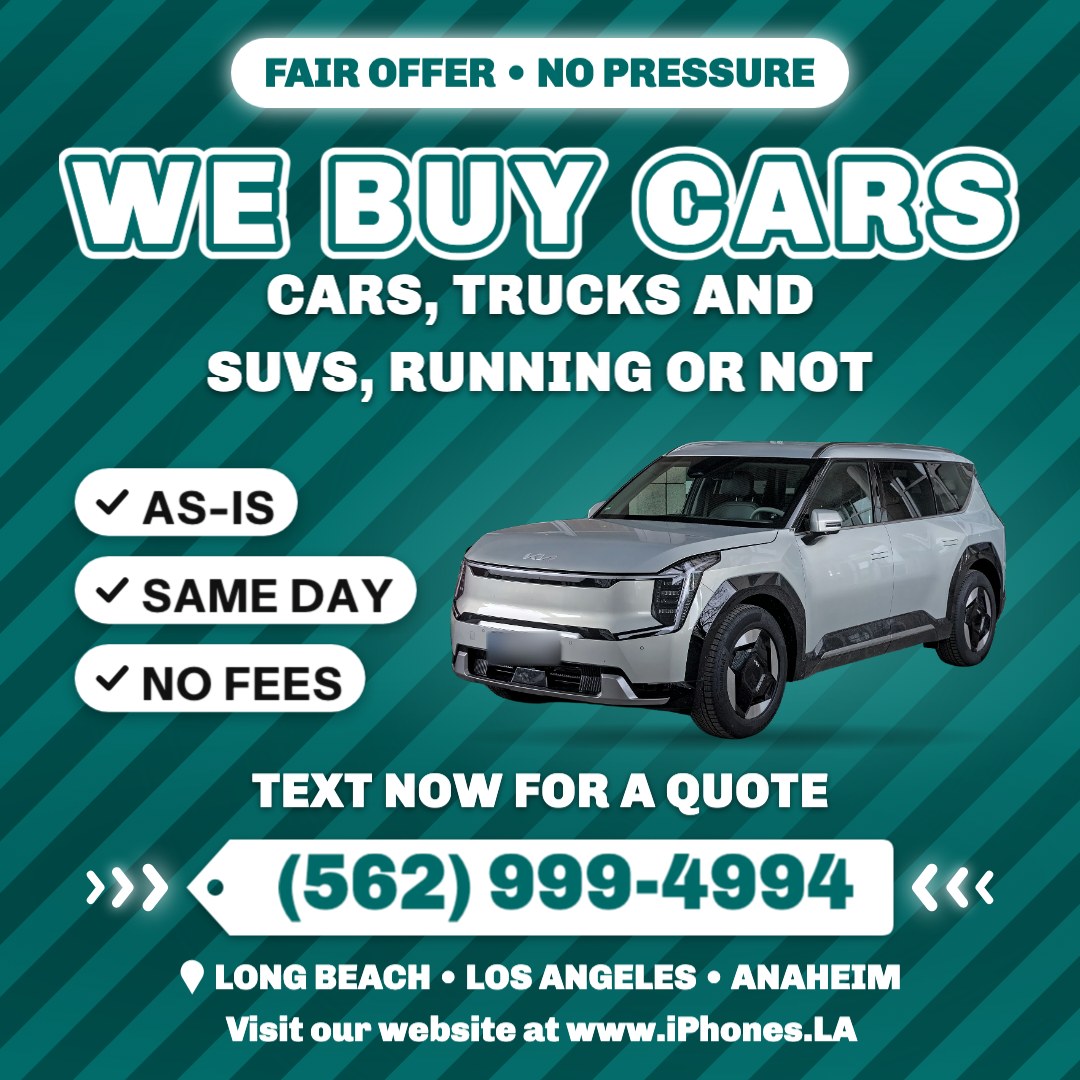 FAIR OFFER • NO PRESSURE
WE BUY CARS
CARS, TRUCKS AND
SUVS, RUNNING OR NOT
AS-IS
SAME DAY
NO FEES
KIA
TEXT NOW FOR A QUOTE
(562) 999-4994
LONG BEACH • LOS ANGELES • ANAHEIM
Visit our website at www.iPhones.LA